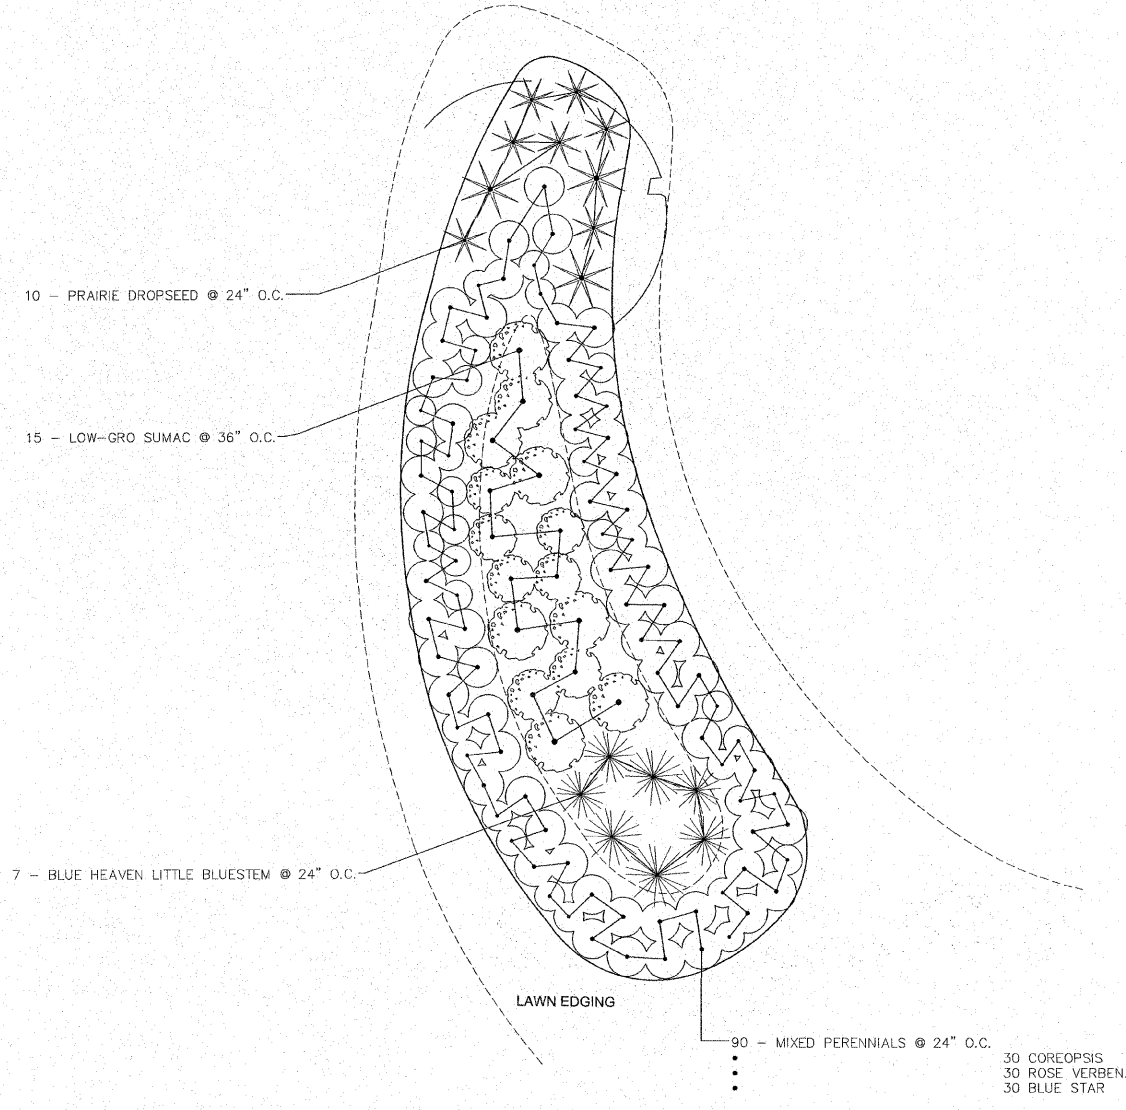 10 – PRAIRIE DROPSEED @ 24" O.C.
15 – LOW-GRO SUMAC @ 36" O.C.
7 – BLUE HEAVEN LITTLE BLUESTEM @ 24" O.C.
LAWN EDGING
90 – MIXED PERENNIALS @ 24" O.C.
• 30 COREOPSIS
• 30 ROSE VERBEN
• 30 BLUE STAR